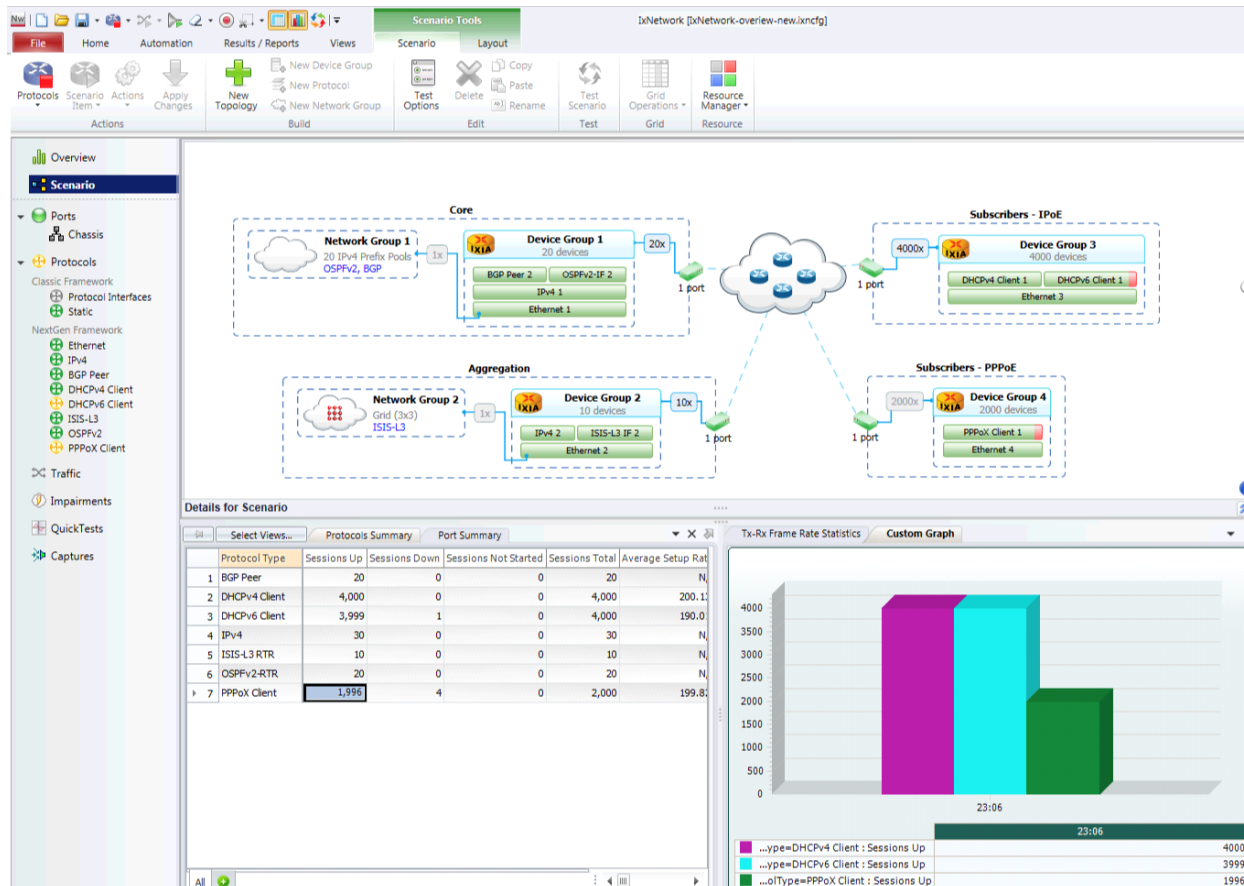 Nw
Scenario Tools
IxNetwork [IxNetwork-overiew-new.ixncfg]
File Home Automation Results / Reports Views Scenario Layout
Protocols
Scenario Item
Actions
Apply Changes
Actions
New Topology
New Device Group
New Protocol
New Network Group
Build
Test Options
Delete
Copy
Paste
Rename
Edit
Test Scenario
Test
Grid Operations
Grid
Resource Manager
Resource
Overview
Scenario
Ports
Chassis
Protocols
Classic Framework
Protocol Interfaces
Static
NextGen Framework
Ethernet
IPv4
BGP Peer
DHCPv4 Client
DHCPv6 Client
ISIS-L3
OSPFv2
PPPoX Client
Traffic
Impairments
QuickTests
Captures
Core
Network Group 1
20 IPv4 Prefix Pools
OSPFv2, BGP
1x
IXIA
Device Group 1
20 devices
BGP Peer 2 OSPFv2-IF 2
IPv4 1
Ethernet 1
20x
1 port
Subscribers - IPoE
1 port
4000x
IXIA
Device Group 3
4000 devices
DHCPv4 Client 1 DHCPv6 Client 1
Ethernet 3
Aggregation
Network Group 2
Grid (3x3)
ISIS-L3
1x
IXIA
Device Group 2
10 devices
IPv4 2 ISIS-L3 IF 2
Ethernet 2
10x
1 port
Subscribers - PPPoE
1 port
2000x
IXIA
Device Group 4
2000 devices
PPPoX Client 1
Ethernet 4
Details for Scenario
Select Views... Protocols Summary Port Summary
Protocol Type Sessions Up Sessions Down Sessions Not Started Sessions Total Average Setup Rat
1 BGP Peer 20 0 0 20 N,
2 DHCPv4 Client 4,000 0 0 4,000 200.1
3 DHCPv6 Client 3,999 1 0 4,000 190.0
4 IPv4 30 0 0 30 N,
5 ISIS-L3 RTR 10 0 0 10 N,
6 OSPFv2-RTR 20 0 0 20 N,
7 PPPoX Client 1,996 4 0 2,000 199.8
All
Tx-Rx Frame Rate Statistics Custom Graph
4000
3500
3000
2500
2000
1500
1000
500
0
23:06
23:06
...ype=DHCPv4 Client : Sessions Up 4000
...ype=DHCPv6 Client : Sessions Up 3999
...olType=PPPoX Client : Sessions Up 1996